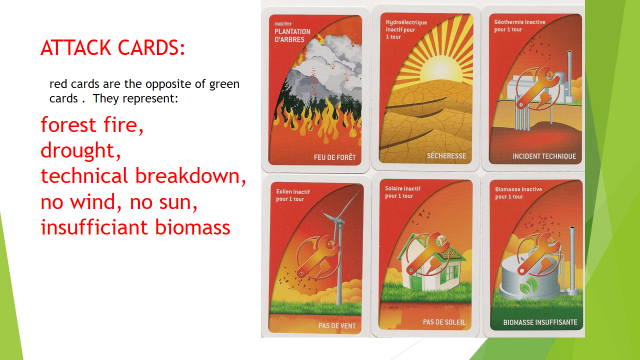 ATTACK CARDS:
red cards are the opposite of green
cards . They represent:
forest fire,
drought,
technical breakdown,
no wind, no sun,
insufficiant biomass
PLANTATION
D'ARBRES
FEU DE FORÊT
Hydroélectrique
inactif pour
1 tour
SÉCHERESSE
Géothermie inactive
pour 1 tour
INCIDENT TECHNIQUE
Eolien inactif
pour 1 tour
PAS DE VENT
Solaire inactif
pour 1 tour
PAS DE SOLEIL
Biomasse inactive
pour 1 tour
BIOMASSE INSUFFISANTE